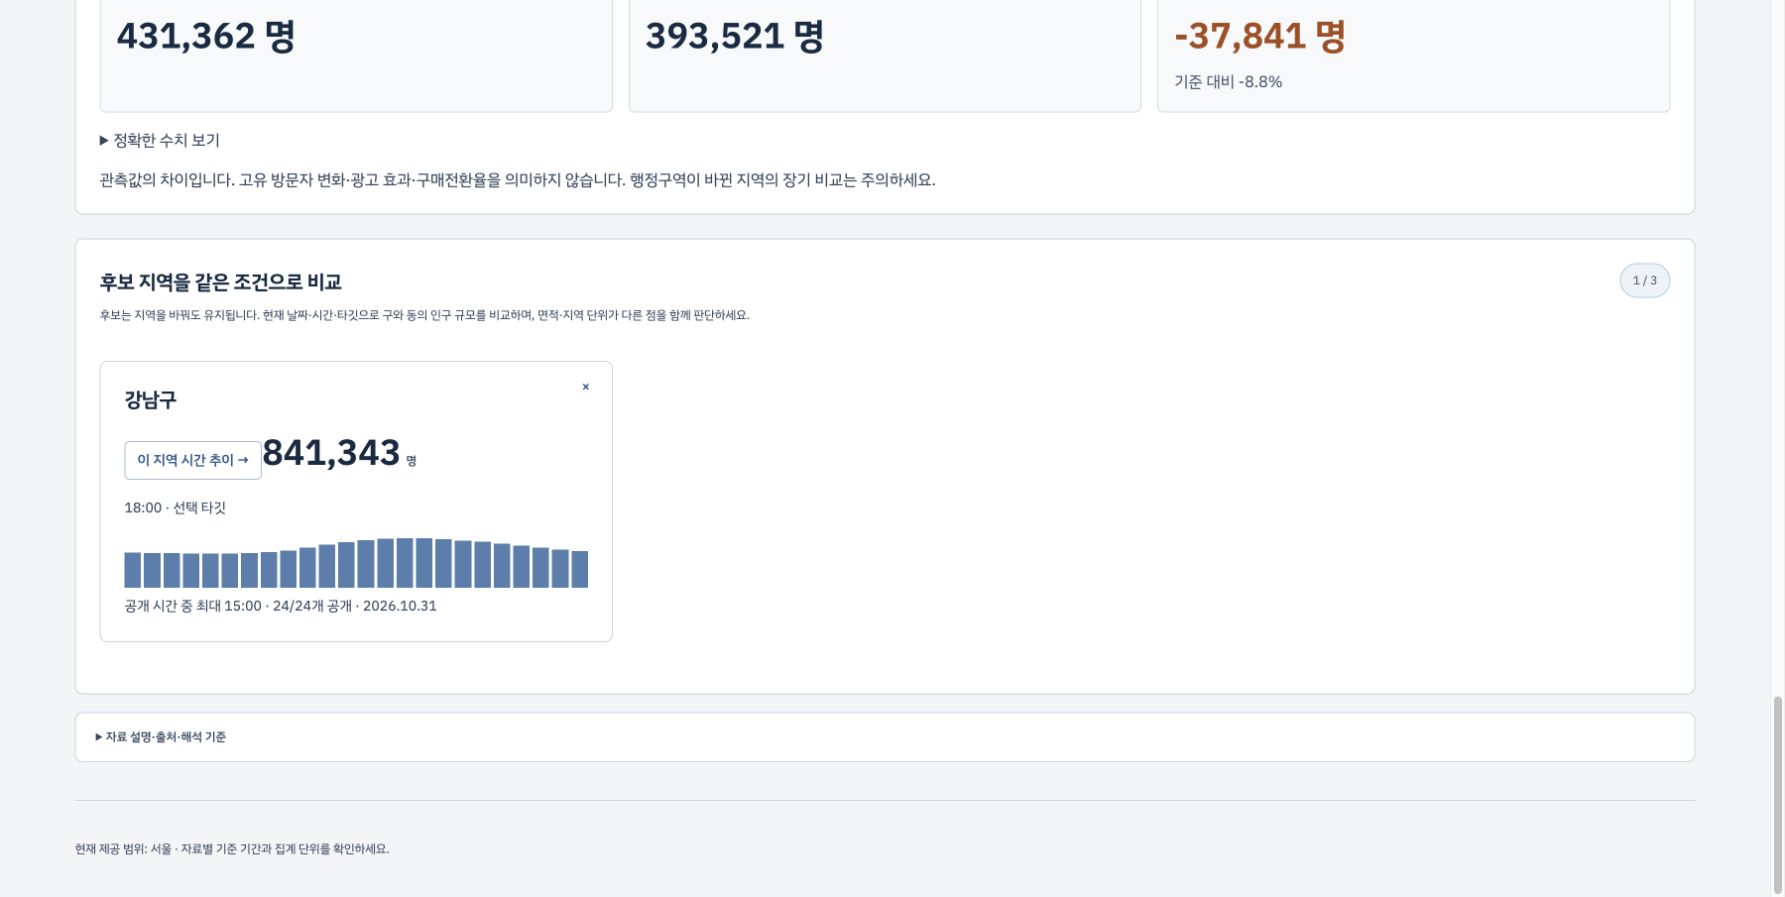 431,362 명
393,521 명
-37,841 명
기준 대비 -8.8%
▶ 정확한 수치 보기
관측값의 차이입니다. 고유 방문자 변화·광고 효과·구매전환율을 의미하지 않습니다. 행정구역이 바뀐 지역의 장기 비교는 주의하세요.
후보 지역을 같은 조건으로 비교
1 / 3
후보는 지역을 바꿔도 유지됩니다. 현재 날짜·시간·타깃으로 구와 동의 인구 규모를 비교하며, 면적·지역 단위가 다른 점을 함께 판단하세요.
×
강남구
이 지역 시간 추이 → 841,343 명
18:00 · 선택 타깃
공개 시간 중 최대 15:00 · 24/24개 공개 · 2026.10.31
▶ 자료 설명·출처·해석 기준
현재 제공 범위: 서울 · 자료별 기준 기간과 집계 단위를 확인하세요.